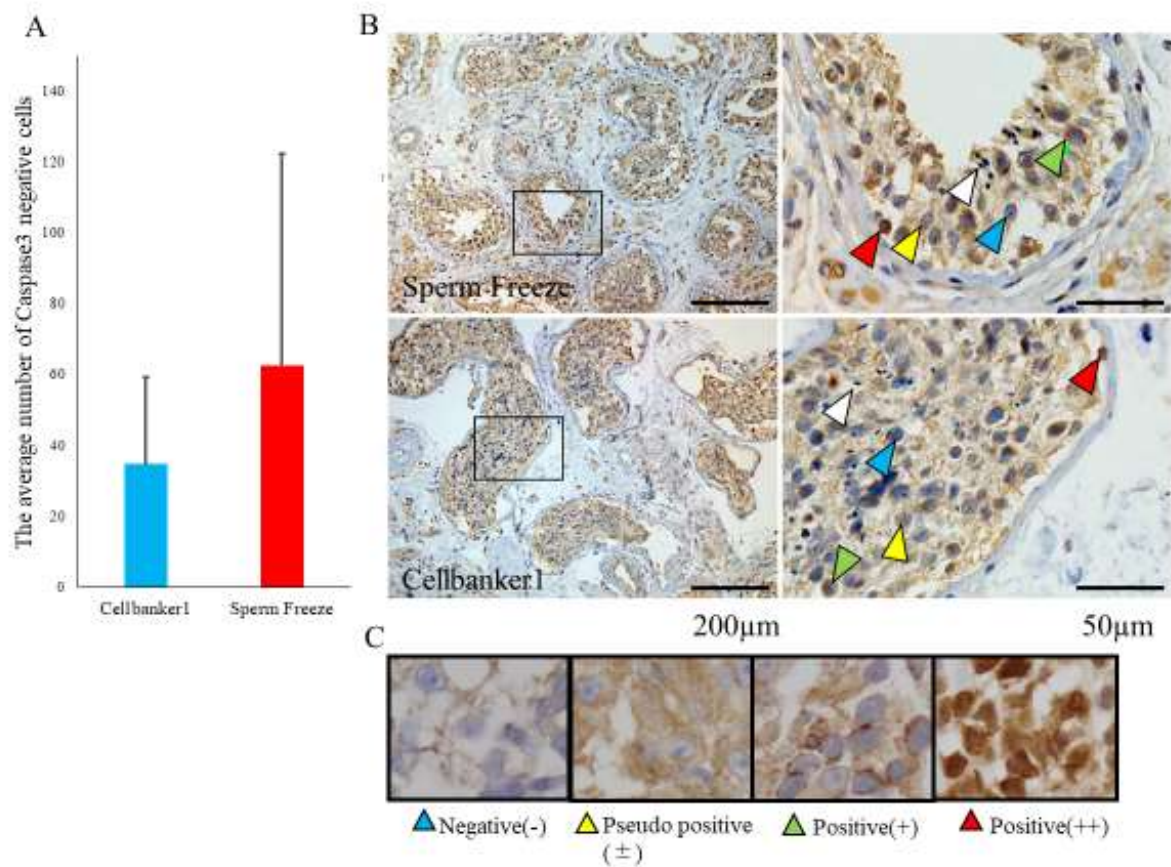 A
The average number of Caspase3 negative cells
140
120
100
80
60
40
20
0
Cellbanker1
Sperm Freeze
B
Sperm Freeze
Cellbanker1
200μm
50μm
C
Negative(-)
Pseudo positive
(±)
Positive(+)
Positive(++)